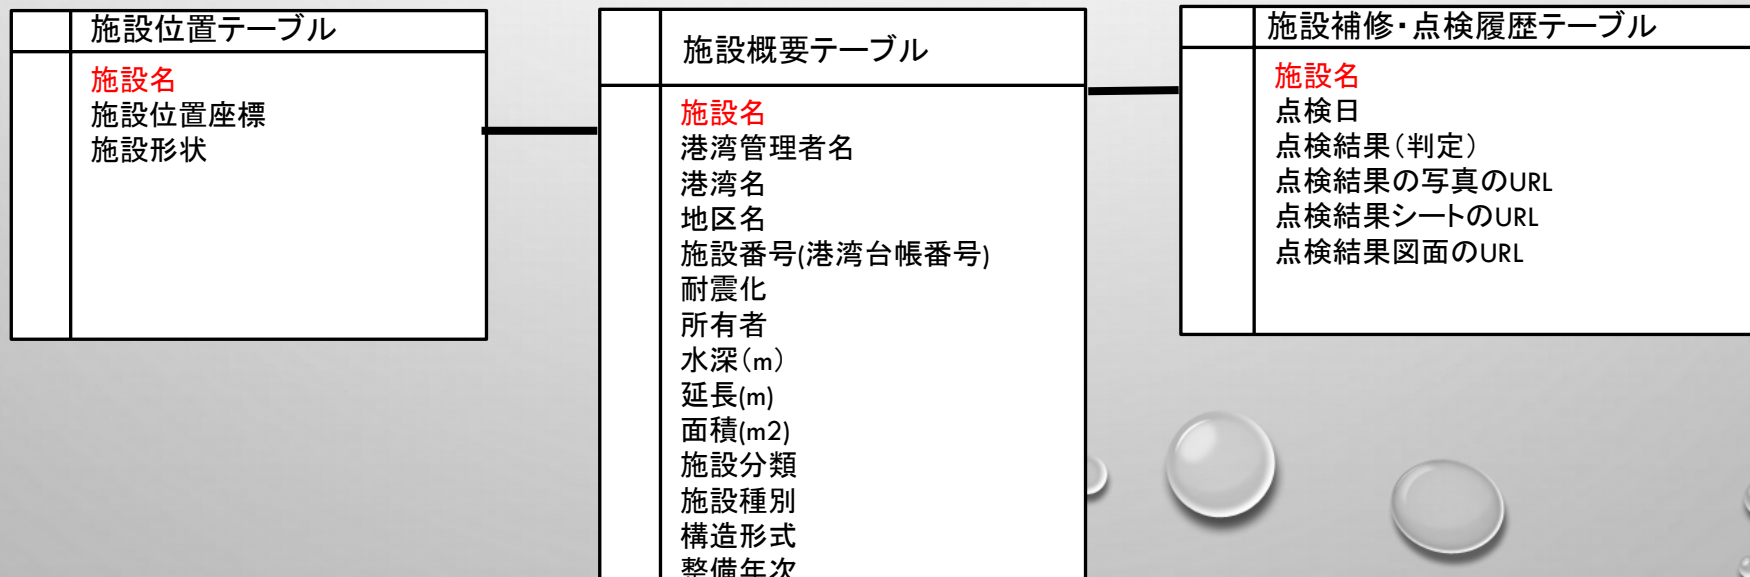 施設位置テーブル
施設名
施設位置座標
施設形状
施設概要テーブル
施設名
港湾管理者名
港湾名
地区名
施設番号(港湾台帳番号)
耐震化
所有者
水深（m）
延長(m)
面積(m2)
施設分類
施設種別
構造形式
整備年次
施設補修・点検履歴テーブル
施設名
点検日
点検結果（判定）
点検結果の写真のURL
点検結果シートのURL
点検結果図面のURL